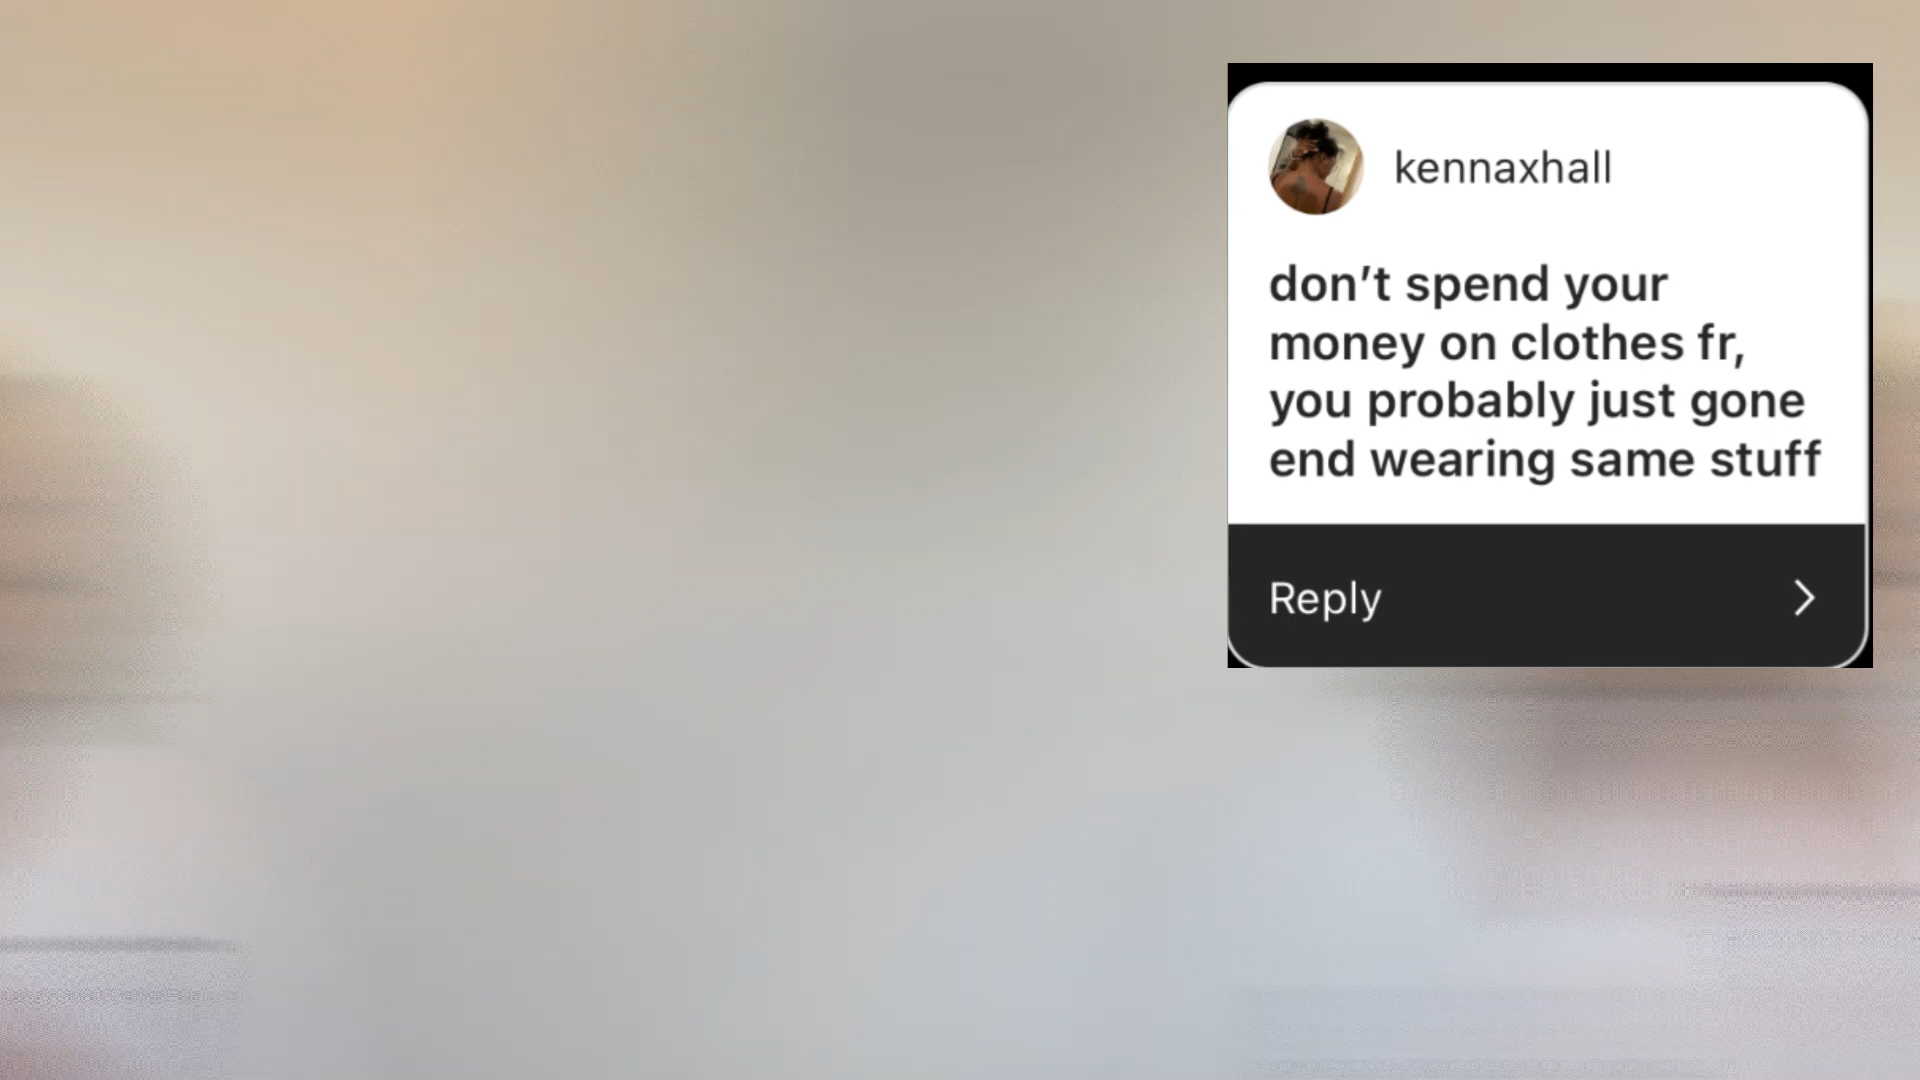 kennaxhall
don’t spend your
money on clothes fr,
you probably just gone
end wearing same stuff
Reply